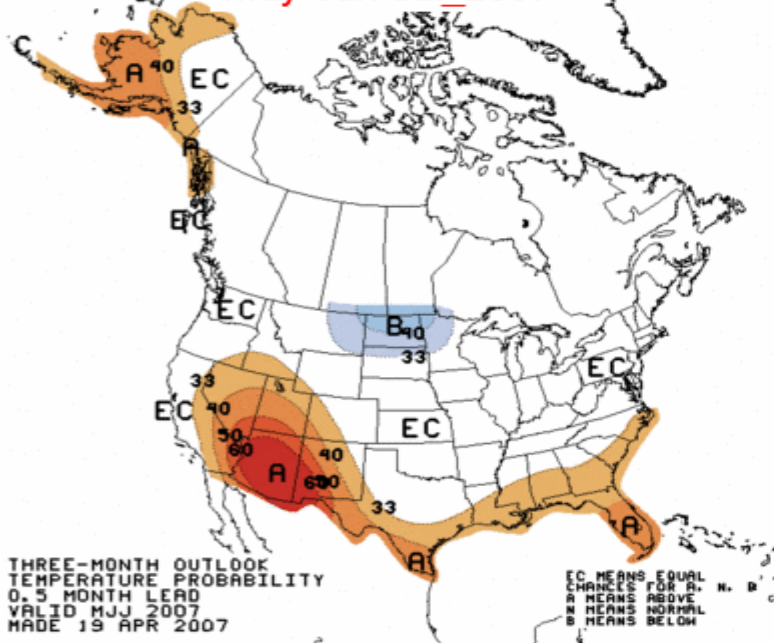 C
A 40
EC
33
A
EC
EC
B 40
33
33
EC
EC
40
EC
50
60
40
A
60 50
33
A
A
THREE-MONTH OUTLOOK
TEMPERATURE PROBABILITY
0.5 MONTH LEAD
VALID MJJ 2007
MADE 19 APR 2007
EC MEANS EQUAL
CHANCES FOR A, N, B
A MEANS ABOVE
N MEANS NORMAL
B MEANS BELOW